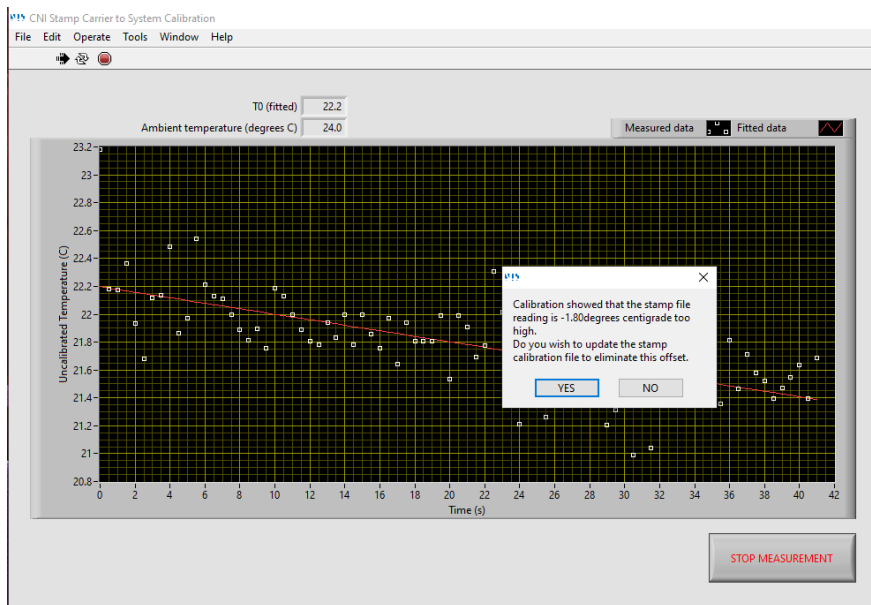 CNI Stamp Carrier to System Calibration
File Edit Operate Tools Window Help
T0 (fitted) 22.2
Ambient temperature (degrees C) 24.0
Measured data Fitted data
Uncalibrated Temperature (C)
23.2
23
22.8
22.6
22.4
22.2
22
21.8
21.6
21.4
21.2
21
20.8
0 2 4 6 8 10 12 14 16 18 20 22 24 26 28 30 32 34 36 38 40 42
Time (s)
Calibration showed that the stamp file
reading is -1.80degrees centigrade too
high.
Do you wish to update the stamp
calibration file to eliminate this offset.
YES NO
STOP MEASUREMENT